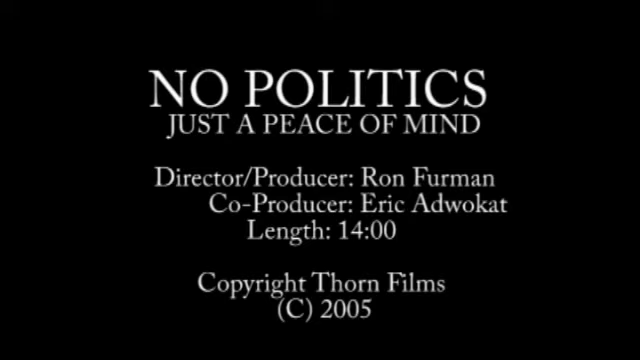 NO POLITICS
JUST A PEACE OF MIND
Director/Producer: Ron Furman
Co-Producer: Eric Adwokat
Length: 14:00
Copyright Thorn Films
(C) 2005